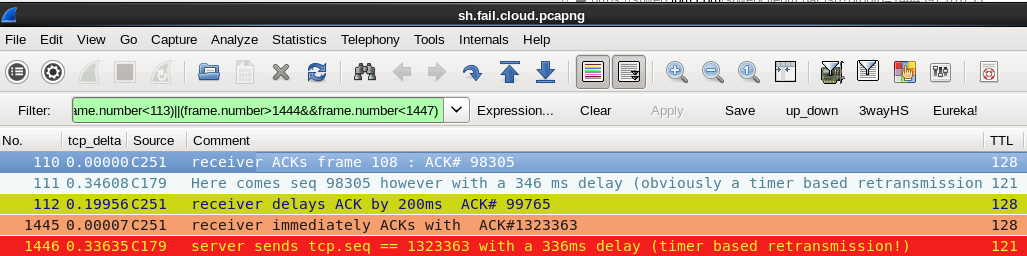 sh.fail.cloud.pcapng
File Edit View Go Capture Analyze Statistics Telephony Tools Internals Help
Filter: ame.number<113)||(frame.number>1444&&frame.number<1447) Expression... Clear Apply Save up_down 3wayHS Eureka!
No. tcp_delta Source Comment TTL
110 0.00000 C251 receiver ACKs frame 108 : ACK# 98305 128
111 0.34608 C179 Here comes seq 98305 however with a 346 ms delay (obviously a timer based retransmission 121
112 0.19956 C251 receiver delays ACK by 200ms ACK# 99765 128
1445 0.00007 C251 receiver immediately ACKs with ACK#1323363 128
1446 0.33635 C179 server sends tcp.seq == 1323363 with a 336ms delay (timer based retransmission!) 121